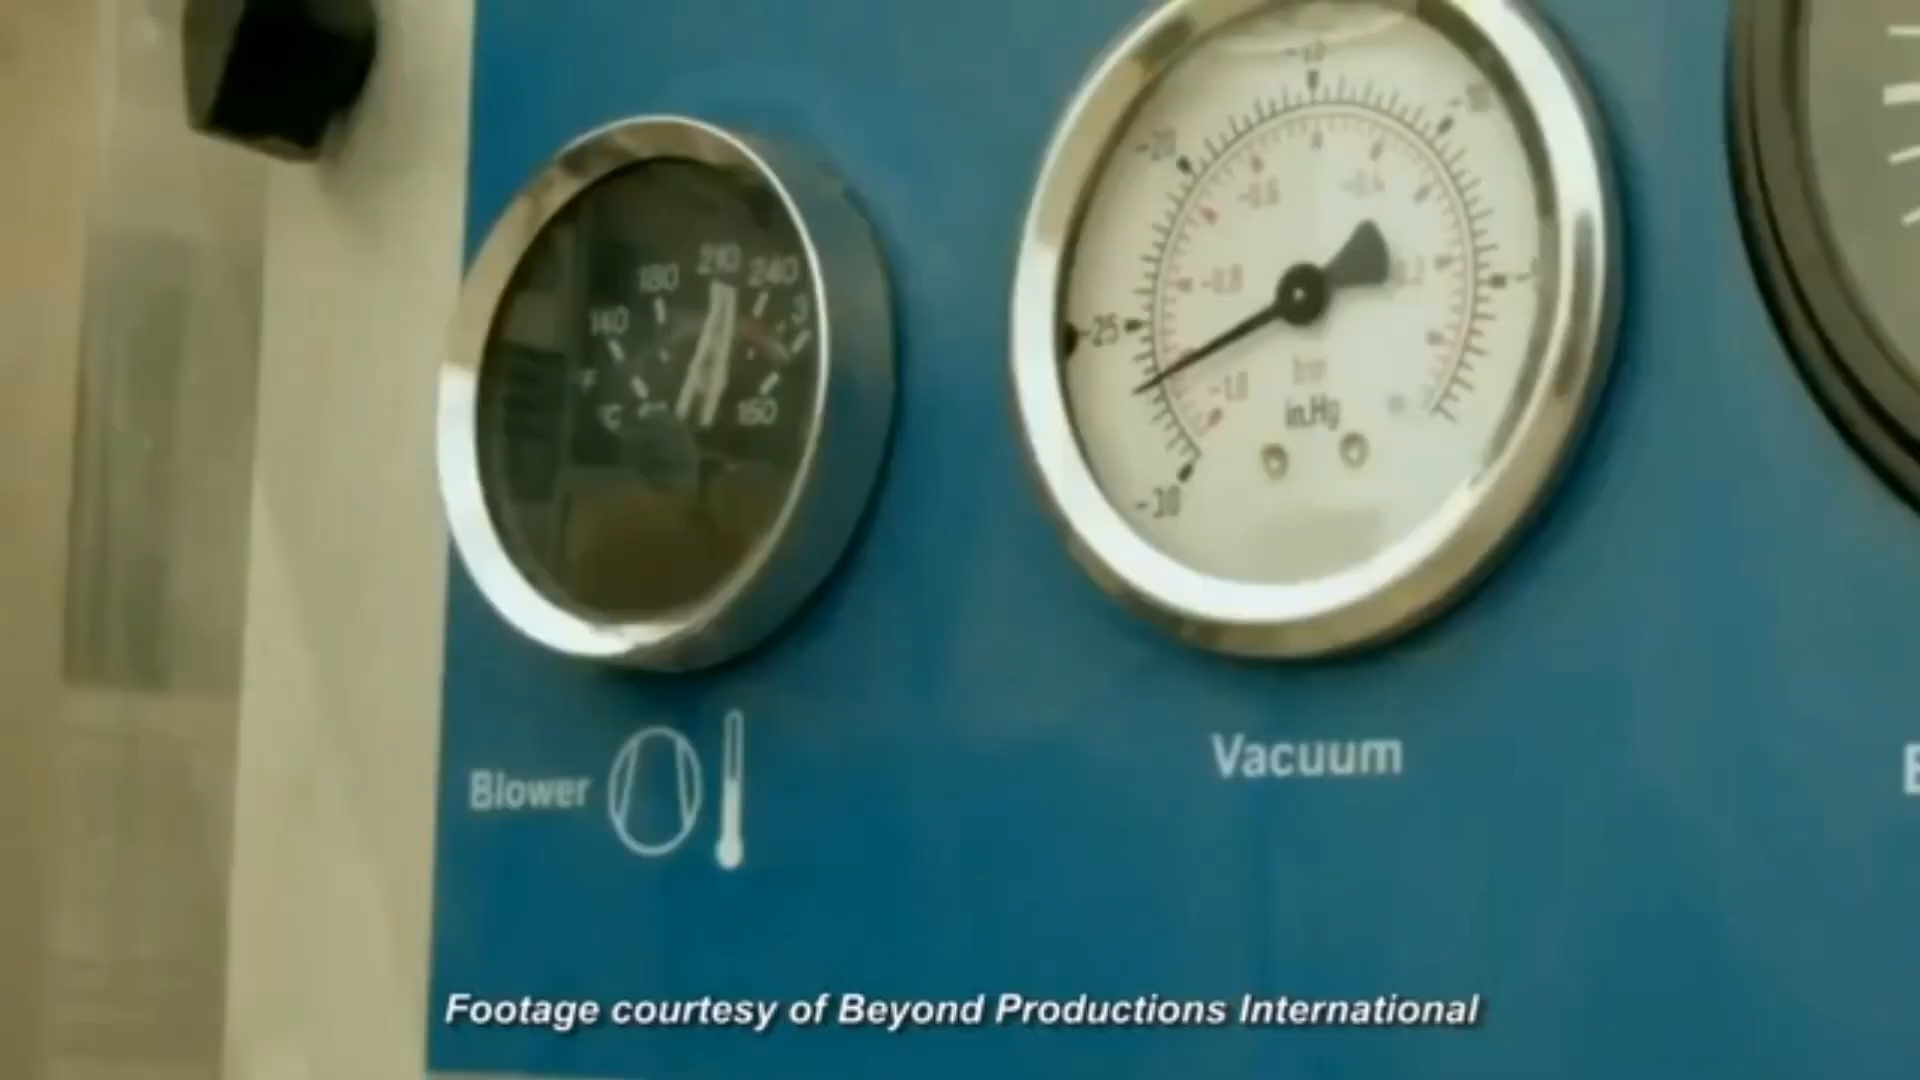 140 180 210 240
°F
°C
150
-20
-25
-30
-0.6 -0.4
-0.8
-1.0
bar
in.Hg
Blower
Vacuum
Footage courtesy of Beyond Productions International